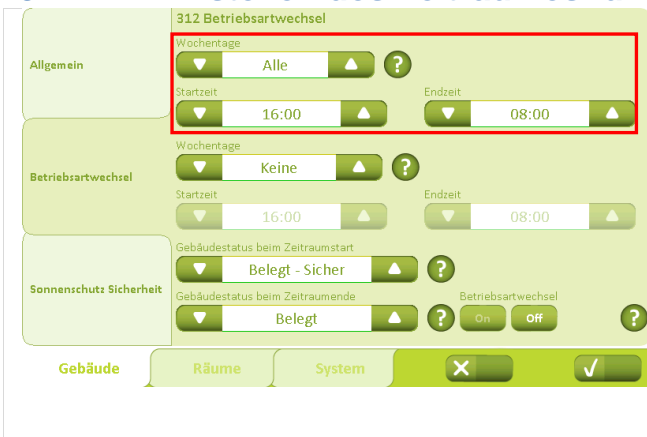 312 Betriebsartwechsel
Allgemein
Wochentage
Alle
?
Startzeit
Endzeit
16:00
08:00
Betriebsartwechsel
Wochentage
Keine
?
Startzeit
Endzeit
16:00
08:00
Sonnenschutz Sicherheit
Gebäudestatus beim Zeitraumstart
Belegt - Sicher
?
Gebäudestatus beim Zeitraumende
Betriebsartwechsel
Belegt
?
On
Off
?
Gebäude
Räume
System